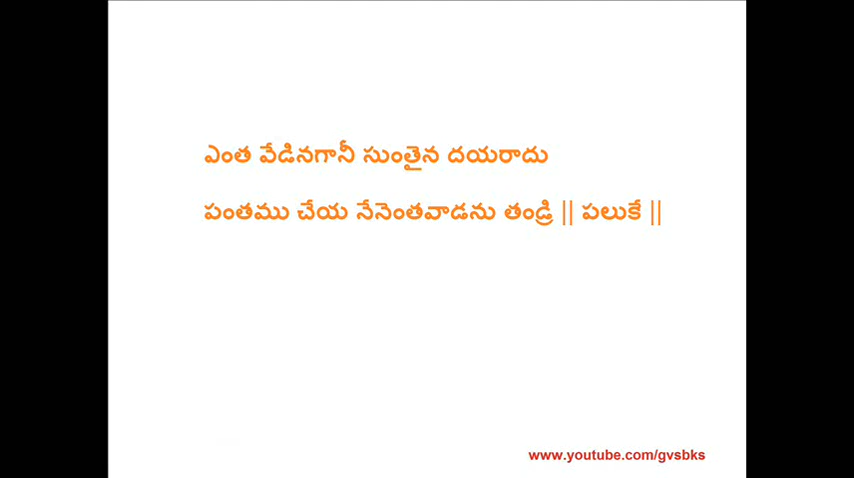 ఎంత వేడినగానీ సుంతైన దయరాదు
పంతము చేయ నేనెంతవాడను తండ్రి || పలుకే ||
www.youtube.com/gvsbks